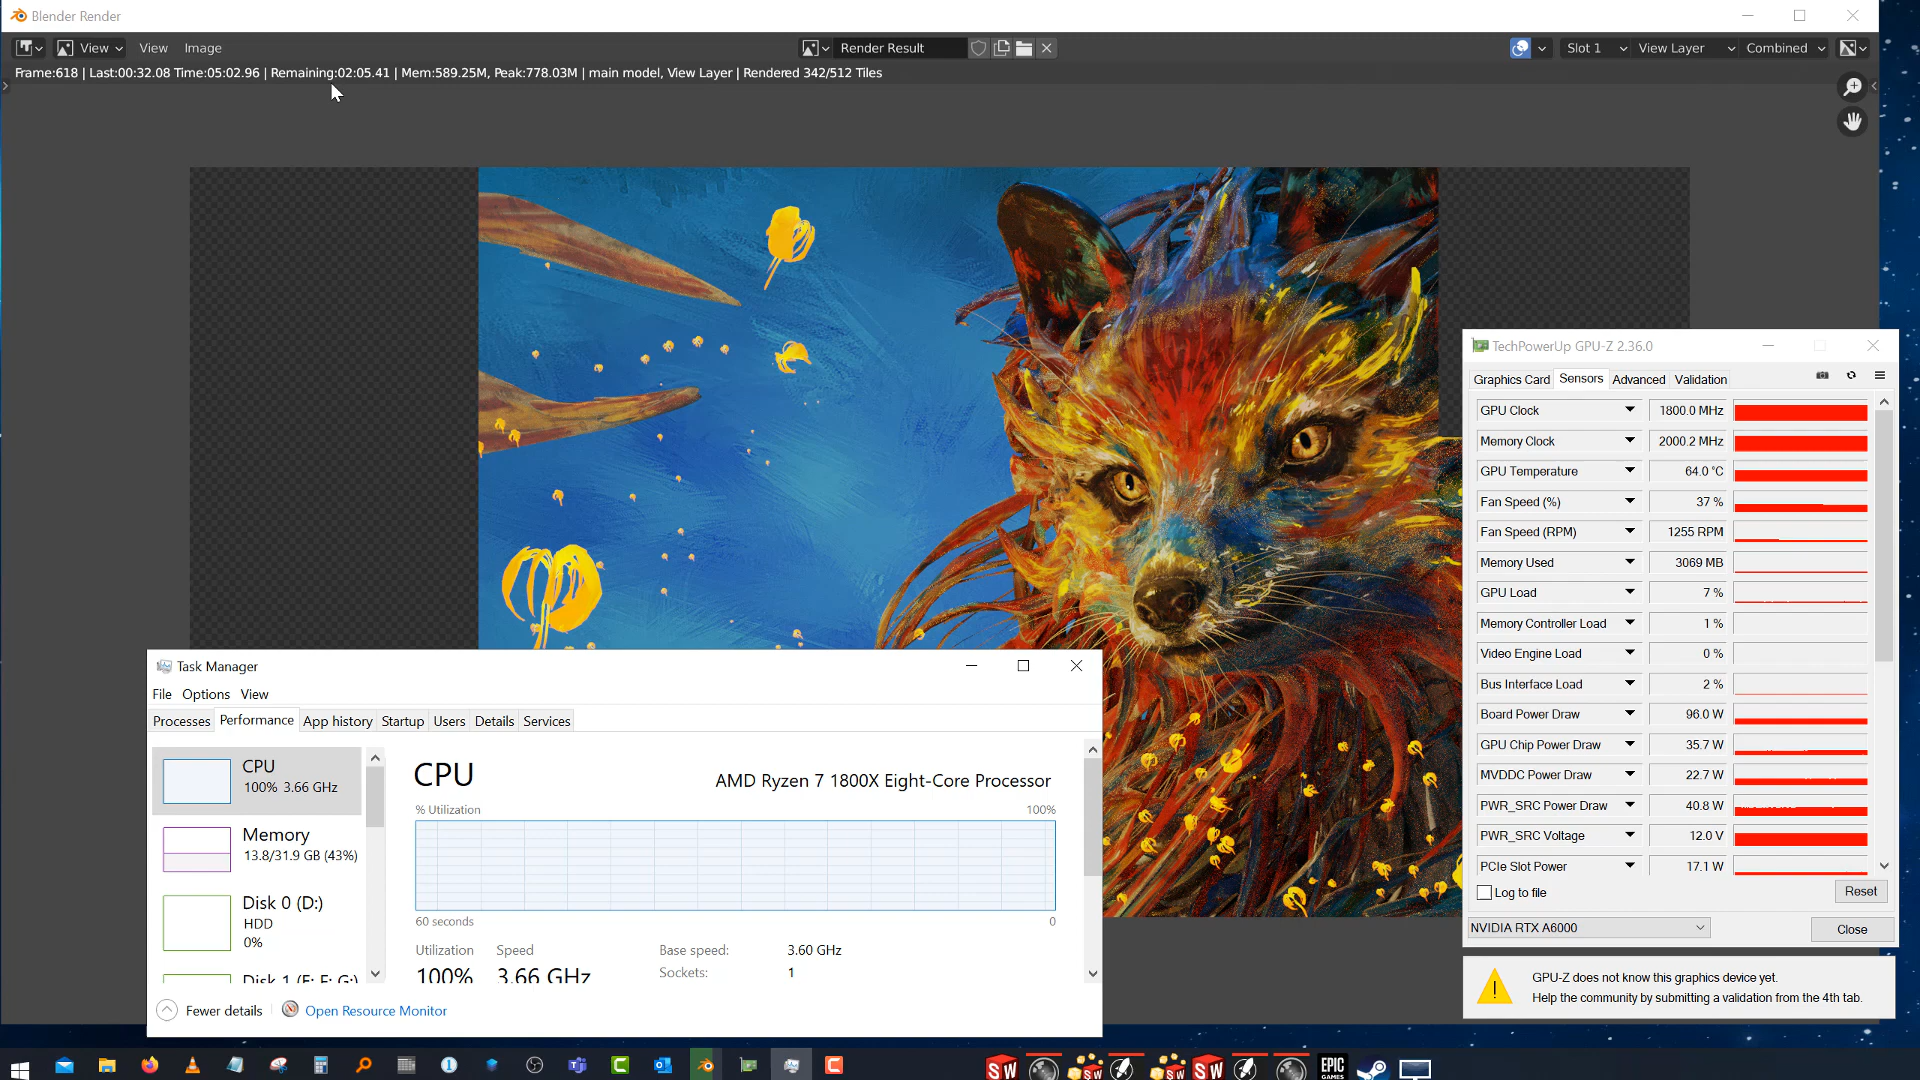 Blender Render
View View Image Render Result Slot 1 View Layer Combined
Frame:618 | Last:00:32.08 Time:05:02.96 | Remaining:02:05.41 | Mem:589.25M, Peak:778.03M | main model, View Layer | Rendered 342/512 Tiles
TechPowerUp GPU-Z 2.36.0
Graphics Card Sensors Advanced Validation
GPU Clock 1800.0 MHz
Memory Clock 2000.2 MHz
GPU Temperature 64.0 °C
Fan Speed (%) 37 %
Fan Speed (RPM) 1255 RPM
Memory Used 3069 MB
GPU Load 7 %
Memory Controller Load 1 %
Video Engine Load 0 %
Bus Interface Load 2 %
Board Power Draw 96.0 W
GPU Chip Power Draw 35.7 W
MVDDC Power Draw 22.7 W
PWR_SRC Power Draw 40.8 W
PWR_SRC Voltage 12.0 V
PCIe Slot Power 17.1 W
Log to file Reset
NVIDIA RTX A6000 Close
GPU-Z does not know this graphics device yet.
Help the community by submitting a validation from the 4th tab.
Task Manager
File Options View
Processes Performance App history Startup Users Details Services
CPU
100% 3.66 GHz
Memory
13.8/31.9 GB (43%)
Disk 0 (D:)
HDD
0%
Disk 1 (E: F: G:)
CPU AMD Ryzen 7 1800X Eight-Core Processor
% Utilization 100%
60 seconds 0
Utilization Speed Base speed: 3.60 GHz
100% 3.66 GHz Sockets: 1
Fewer details Open Resource Monitor
SW SW SW SW EPIC GAMES